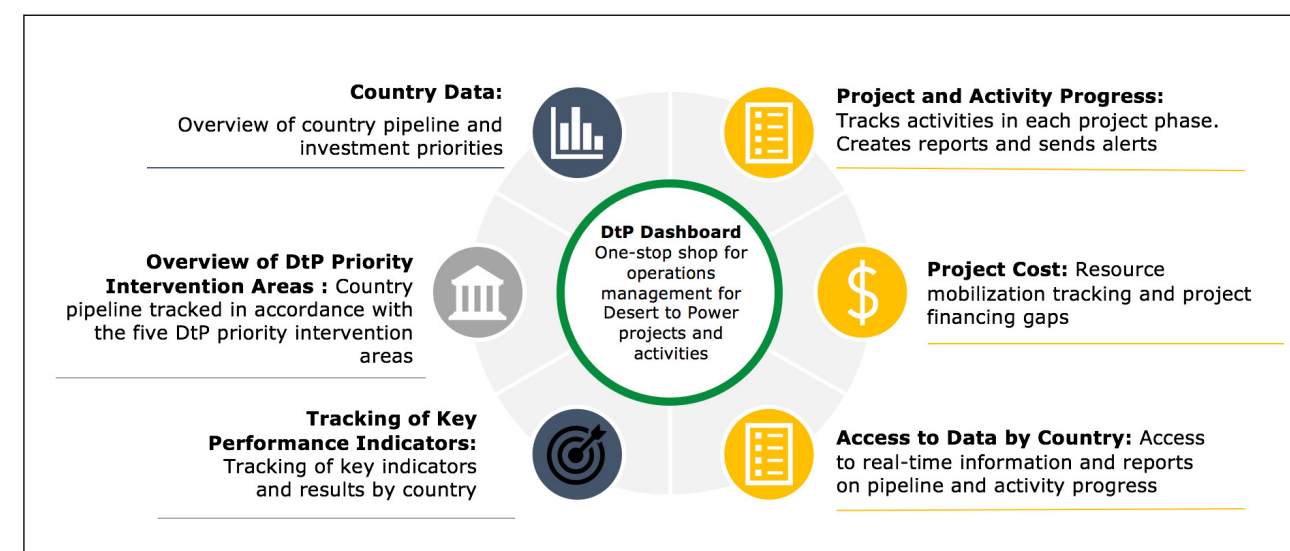 Country Data:
Overview of country pipeline and
investment priorities
Overview of DtP Priority
Intervention Areas : Country
pipeline tracked in accordance with
the five DtP priority intervention
areas
Tracking of Key
Performance Indicators:
Tracking of key indicators
and results by country
DtP Dashboard
One-stop shop for
operations
management for
Desert to Power
projects and
activities
Project and Activity Progress:
Tracks activities in each project phase.
Creates reports and sends alerts
$
Project Cost: Resource
mobilization tracking and project
financing gaps
Access to Data by Country: Access
to real-time information and reports
on pipeline and activity progress